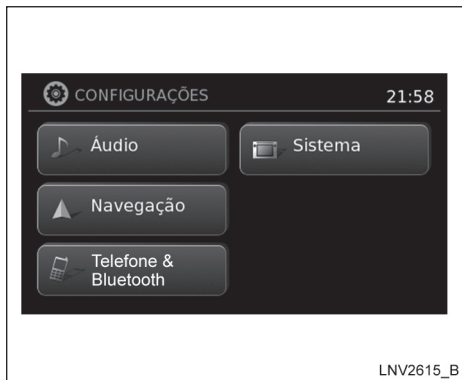 CONFIGURAÇÕES 21:58
Áudio
Sistema
Navegação
Telefone &
Bluetooth
LNV2615_B